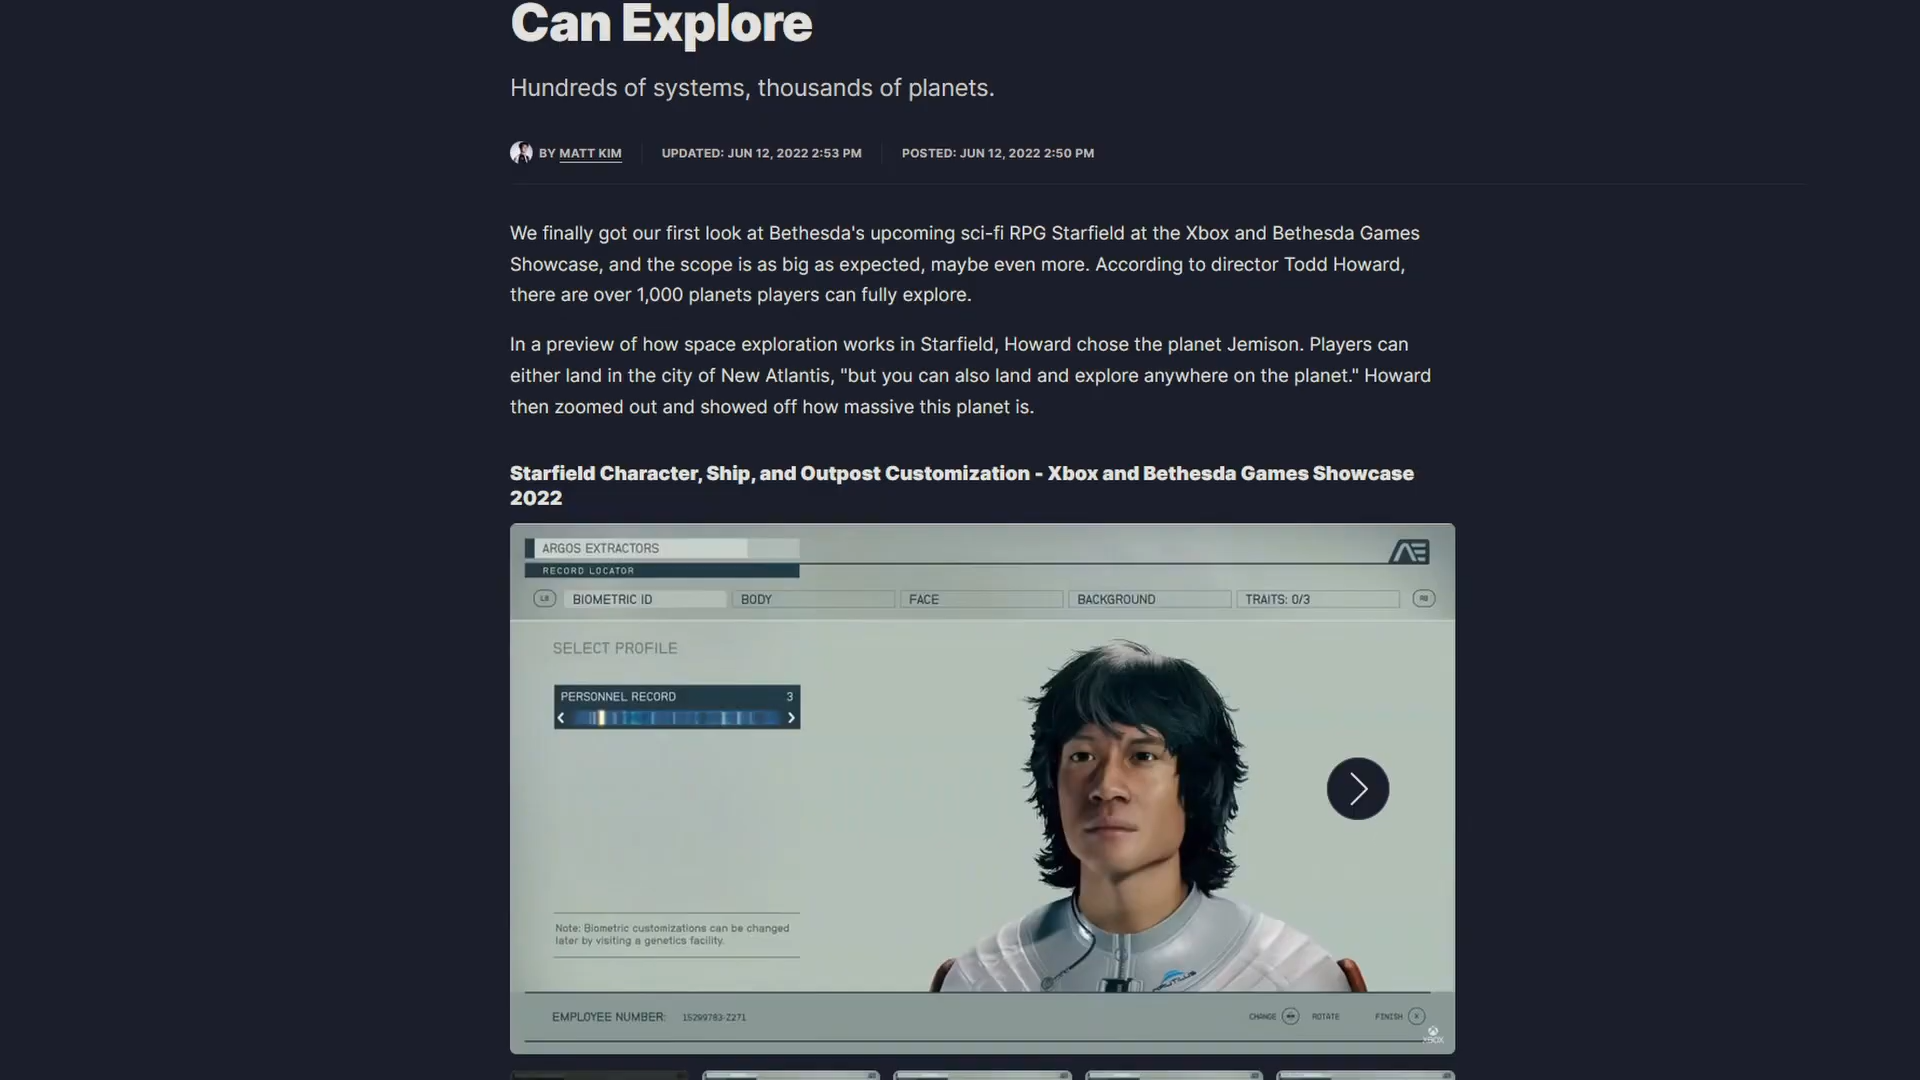 Can Explore
Hundreds of systems, thousands of planets.
BY MATT KIM
UPDATED: JUN 12, 2022 2:53 PM
POSTED: JUN 12, 2022 2:50 PM
We finally got our first look at Bethesda's upcoming sci-fi RPG Starfield at the Xbox and Bethesda Games
Showcase, and the scope is as big as expected, maybe even more. According to director Todd Howard,
there are over 1,000 planets players can fully explore.
In a preview of how space exploration works in Starfield, Howard chose the planet Jemison. Players can
either land in the city of New Atlantis, "but you can also land and explore anywhere on the planet." Howard
then zoomed out and showed off how massive this planet is.
Starfield Character, Ship, and Outpost Customization - Xbox and Bethesda Games Showcase
2022
ARGOS EXTRACTORS
AE
RECORD LOCATOR
LB
BIOMETRIC ID
BODY
FACE
BACKGROUND
TRAITS: 0/3
RB
SELECT PROFILE
PERSONNEL RECORD 3
Note: Biometric customizations can be changed
later by visiting a genetics facility.
NAUTILUS
EMPLOYEE NUMBER: 15299783-Z271
CHANGE
ROTATE
FINISH X
XBOX